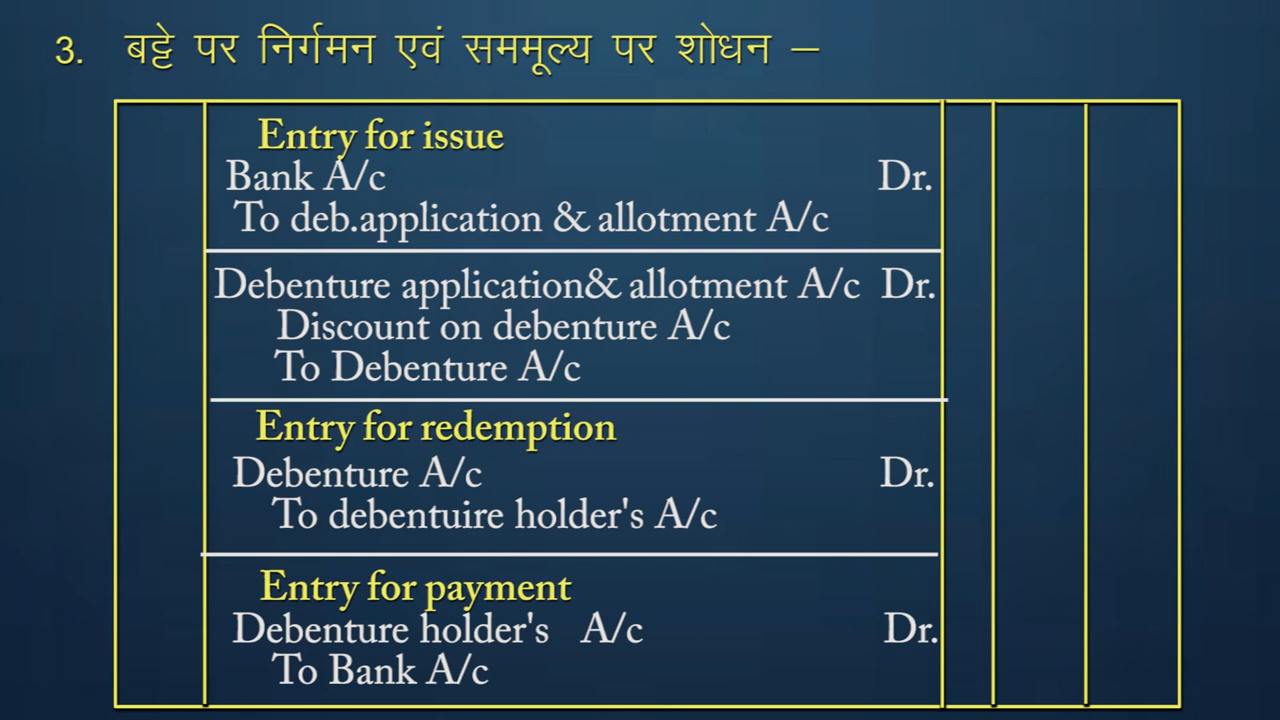 3. बट्टे पर निर्गमन एवं सममूल्य पर शोधन –
Entry for issue
Bank A/c Dr.
To deb.application & allotment A/c
Debenture application& allotment A/c Dr.
Discount on debenture A/c
To Debenture A/c
Entry for redemption
Debenture A/c Dr.
To debentuire holder's A/c
Entry for payment
Debenture holder's A/c Dr.
To Bank A/c